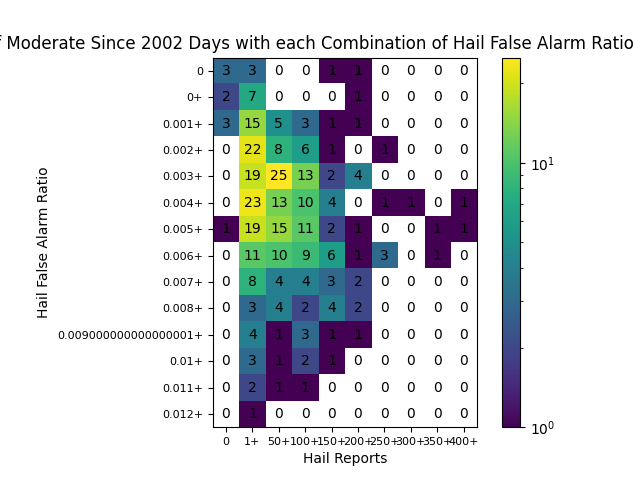 f Moderate Since 2002 Days with each Combination of Hail False Alarm Ratio
Hail False Alarm Ratio
0 3 3 0 0 1 1 0 0 0 0
0+ 2 7 0 0 0 1 0 0 0 0
0.001+ 3 15 5 3 1 1 0 0 0 0
0.002+ 0 22 8 6 1 0 1 0 0 0
0.003+ 0 19 25 13 2 4 0 0 0 0
0.004+ 0 23 13 10 4 0 1 1 0 1
0.005+ 1 19 15 11 2 1 0 0 1 1
0.006+ 0 11 10 9 6 1 3 0 1 0
0.007+ 0 8 4 4 3 2 0 0 0 0
0.008+ 0 3 4 2 4 2 0 0 0 0
0.009000000000000001+ 0 4 1 3 1 1 0 0 0 0
0.01+ 0 3 1 2 1 0 0 0 0 0
0.011+ 0 2 1 1 0 0 0 0 0 0
0.012+ 0 1 0 0 0 0 0 0 0 0
0 1+ 50+ 100+ 150+ 200+ 250+ 300+ 350+ 400+
Hail Reports
10¹
10⁰